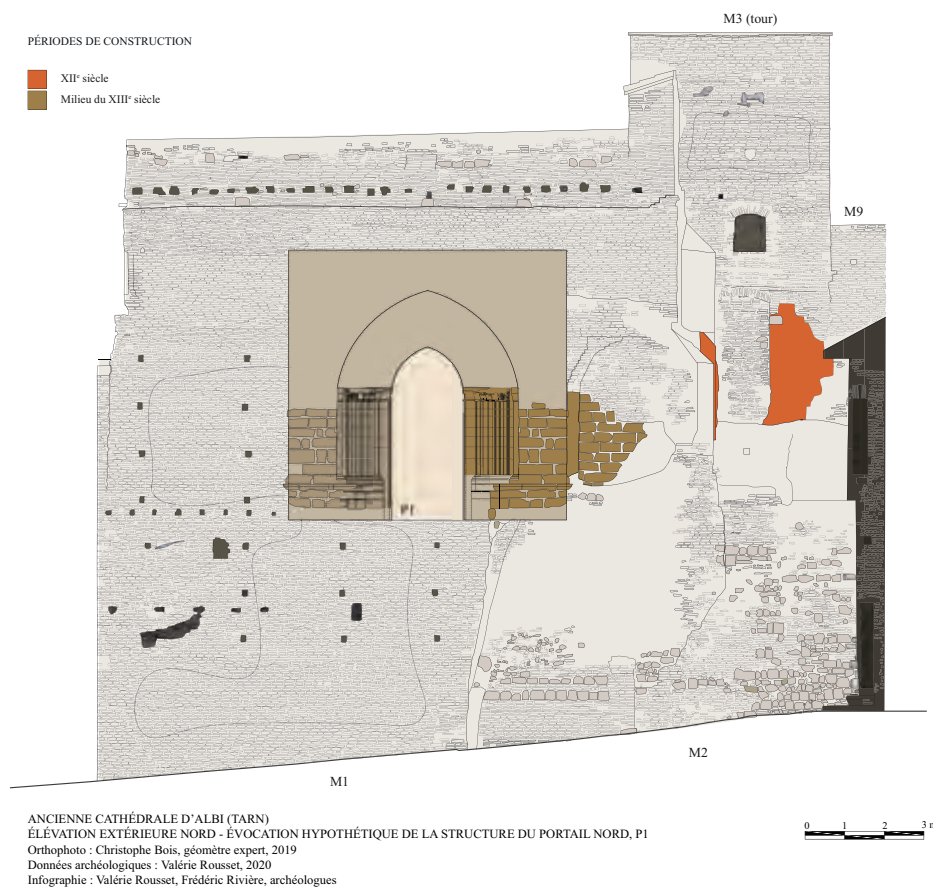 M3 (tour)
PÉRIODES DE CONSTRUCTION
XIIe siècle
Milieu du XIIIe siècle
M9
P1
M2
M1
ANCIENNE CATHÉDRALE D'ALBI (TARN)
ÉLÉVATION EXTÉRIEURE NORD - ÉVOCATION HYPOTHÉTIQUE DE LA STRUCTURE DU PORTAIL NORD, P1
Orthophoto : Christophe Bois, géomètre expert, 2019
Données archéologiques : Valérie Rousset, 2020
Infographie : Valérie Rousset, Frédéric Rivière, archéologues
0 1 2 3 m